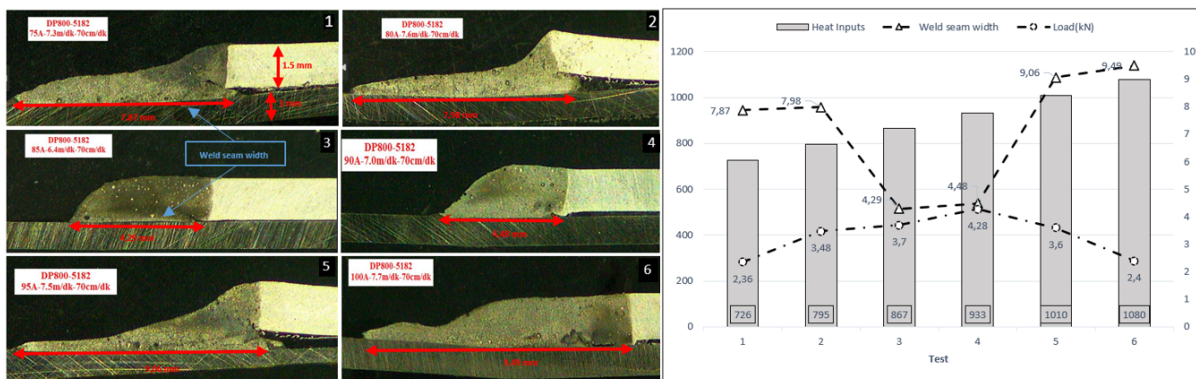 DP800-5182
75A-7.3m/dk-70cm/dk
1
1.5 mm
DP800-5182
80A-7.6m/dk-70cm/dk
2
DP800-5182
85A-6.4m/dk-70cm/dk
3
Weld seam width
DP800-5182
90A-7.0m/dk-70cm/dk
4
DP800-5182
95A-7.5m/dk-70cm/dk
5
DP800-5182
100A-7.7m/dk-70cm/dk
6
Heat Inputs
Weld seam width
Load(kN)
1200
1000
800
600
400
200
0
10
9
8
7
6
5
4
3
2
1
0
7,87
7,98
4,29
4,48
9,06
9,49
2,36
3,48
3,7
4,28
3,6
2,4
726
795
867
933
1010
1080
1
2
3
4
5
6
Test